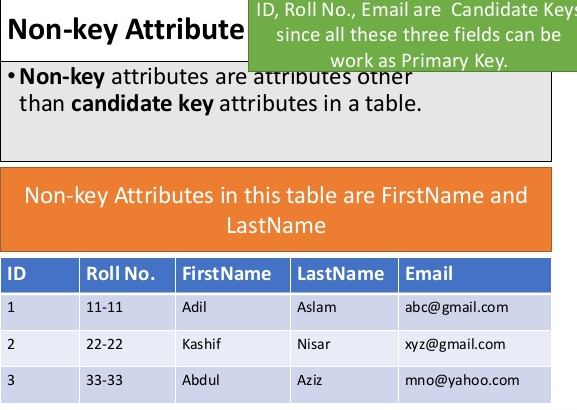 Non-key Attribute
ID, Roll No., Email are Candidate Keys
since all these three fields can be
work as Primary Key.
• Non-key attributes are attributes other
than candidate key attributes in a table.
Non-key Attributes in this table are FirstName and
LastName
ID Roll No. FirstName LastName Email
1 11-11 Adil Aslam abc@gmail.com
2 22-22 Kashif Nisar xyz@gmail.com
3 33-33 Abdul Aziz mno@yahoo.com